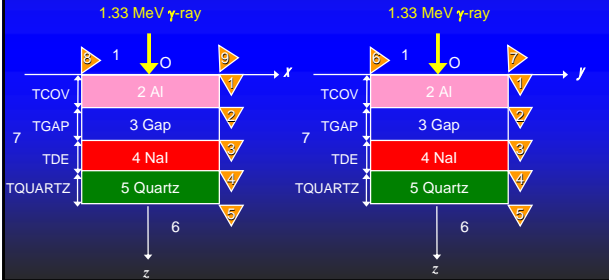 1.33 MeV γ-ray
8 1 O 9 x
TCOV 2 Al 1
TGAP 3 Gap 2
7
TDE 4 NaI 3
TQUARTZ 5 Quartz 4
6 5
z
1.33 MeV γ-ray
6 1 O 7 y
TCOV 2 Al 1
TGAP 3 Gap 2
7
TDE 4 NaI 3
TQUARTZ 5 Quartz 4
6 5
z